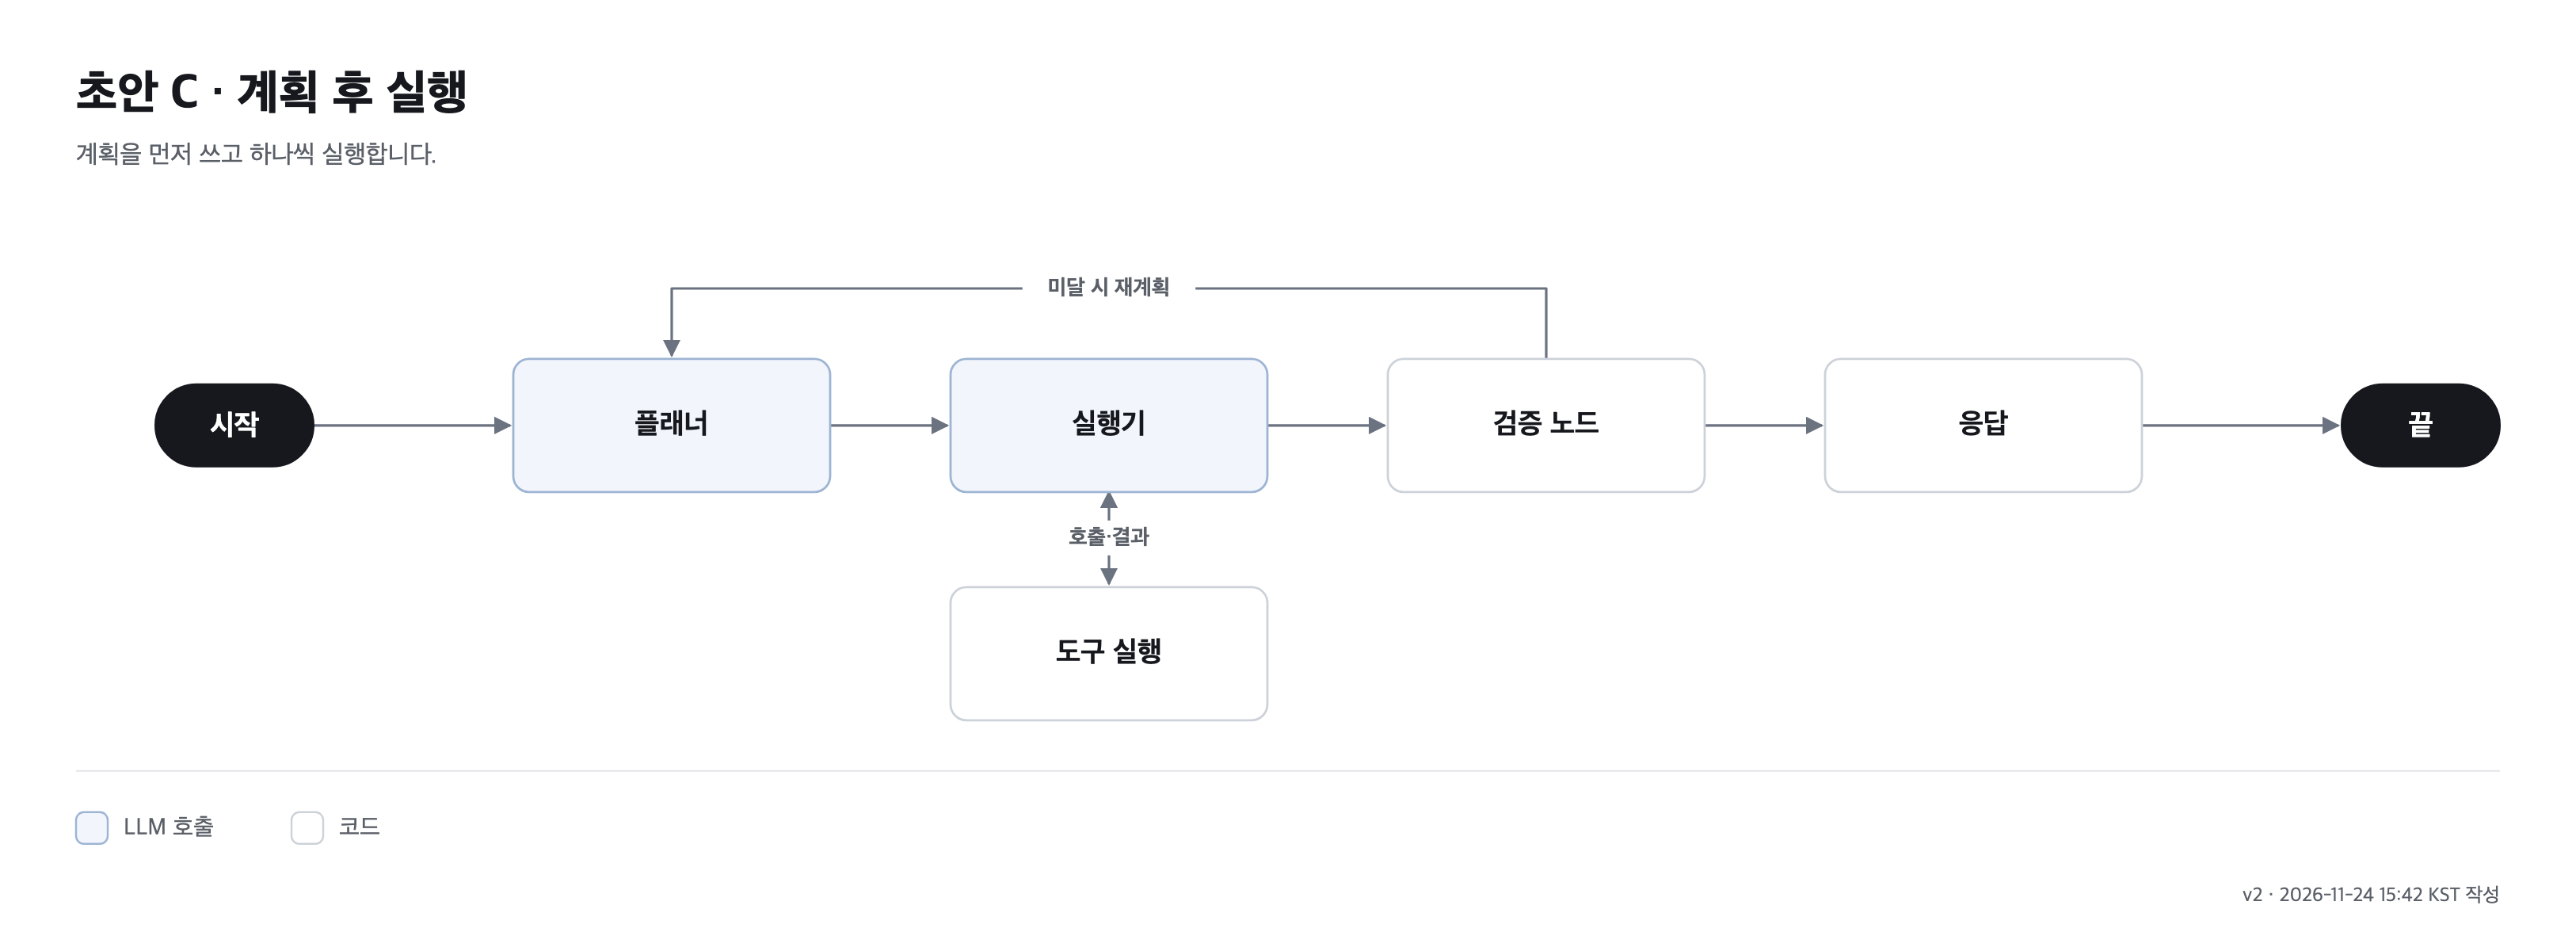 초안 C · 계획 후 실행
계획을 먼저 쓰고 하나씩 실행합니다.
미달 시 재계획
시작
플래너
실행기
검증 노드
응답
끝
호출·결과
도구 실행
LLM 호출
코드
v2 · 2026-11-24 15:42 KST 작성